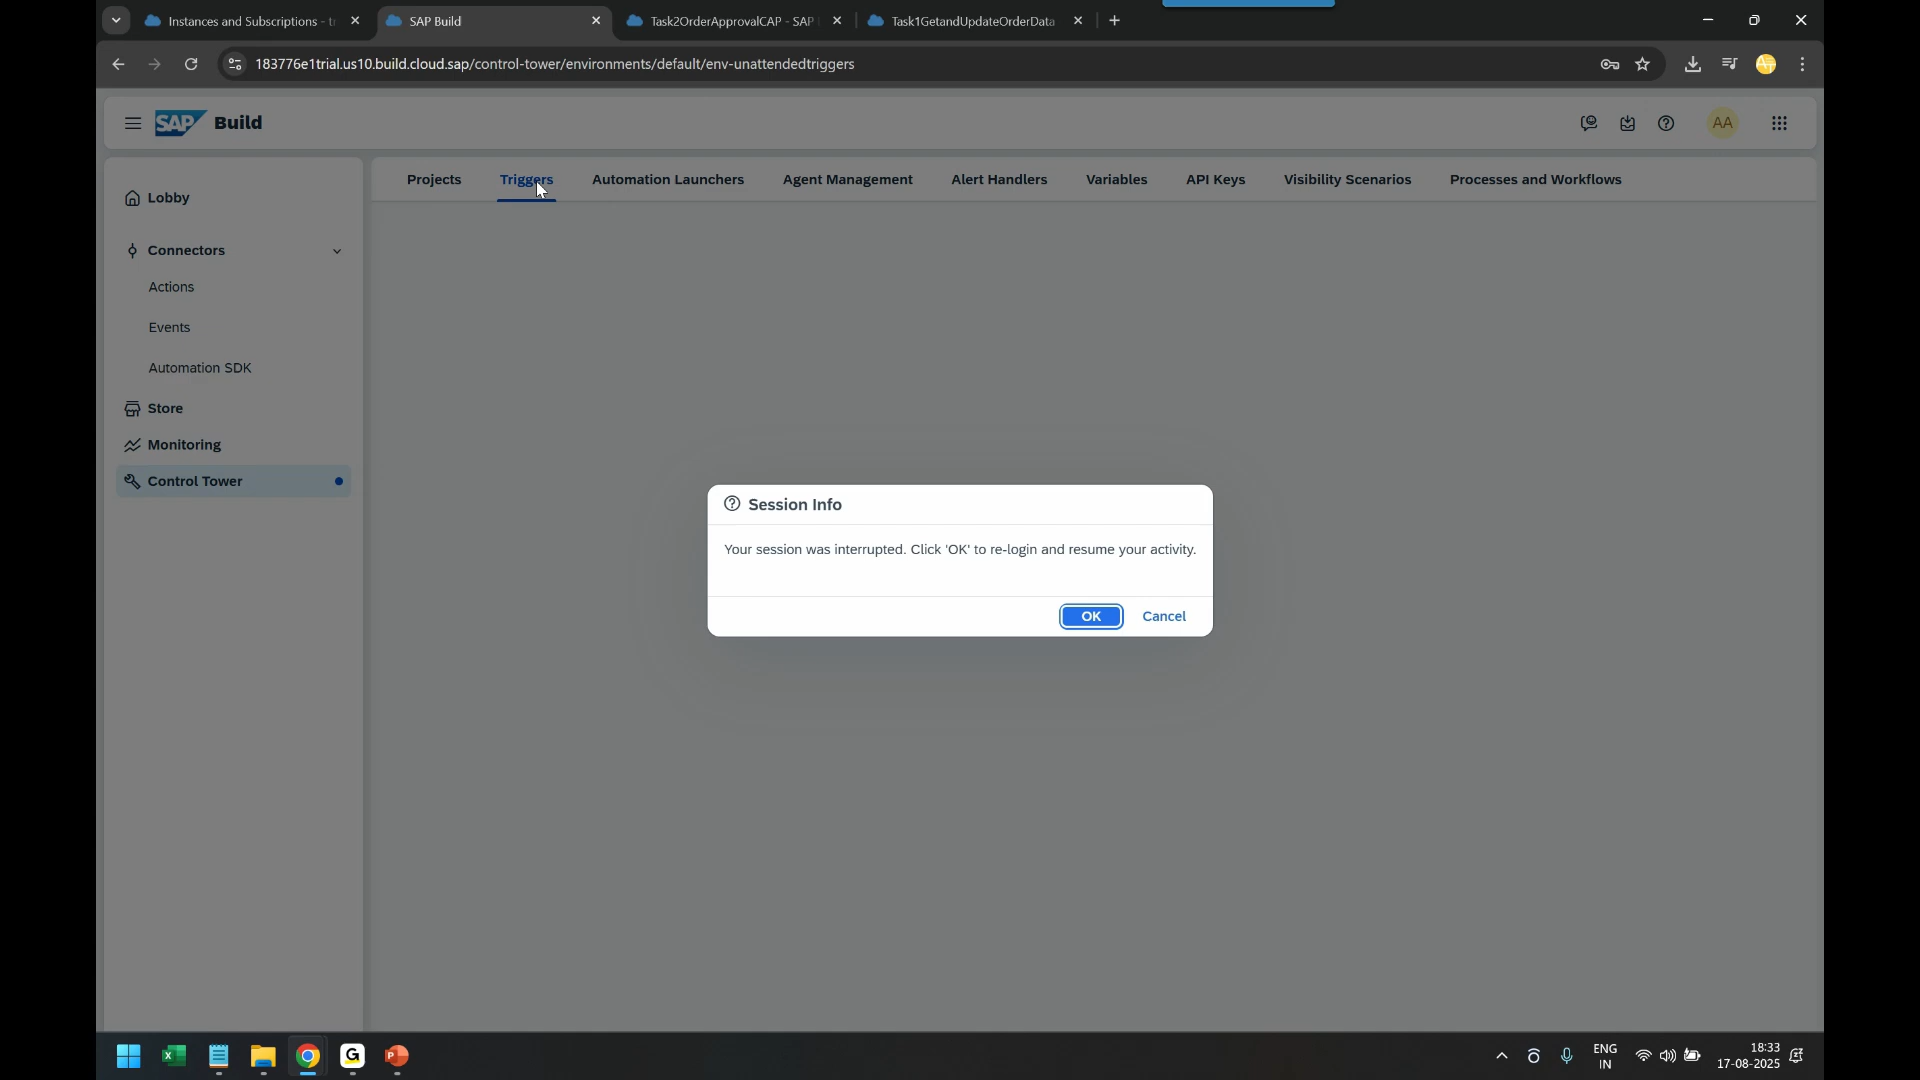 Instances and Subscriptions - tr
SAP Build
Task2OrderApprovalCAP - SAP
Task1GetandUpdateOrderData
183776e1trial.us10.build.cloud.sap/control-tower/environments/default/env-unattendedtriggers
SAP Build
AA
Lobby
Connectors
Actions
Events
Automation SDK
Store
Monitoring
Control Tower
Projects
Triggers
Automation Launchers
Agent Management
Alert Handlers
Variables
API Keys
Visibility Scenarios
Processes and Workflows
Session Info
Your session was interrupted. Click 'OK' to re-login and resume your activity.
OK
Cancel
ENG
IN
18:33
17-08-2025